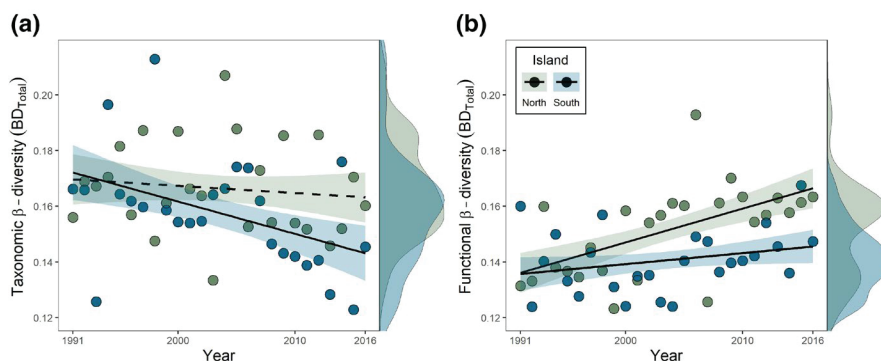 (a)
Taxonomic β - diversity (BDTotal)
0.20
0.18
0.16
0.14
0.12
1991
2000
2010
2016
Year
(b)
Functional β - diversity (BDTotal)
0.20
0.18
0.16
0.14
0.12
Island
North South
1991
2000
2010
2016
Year